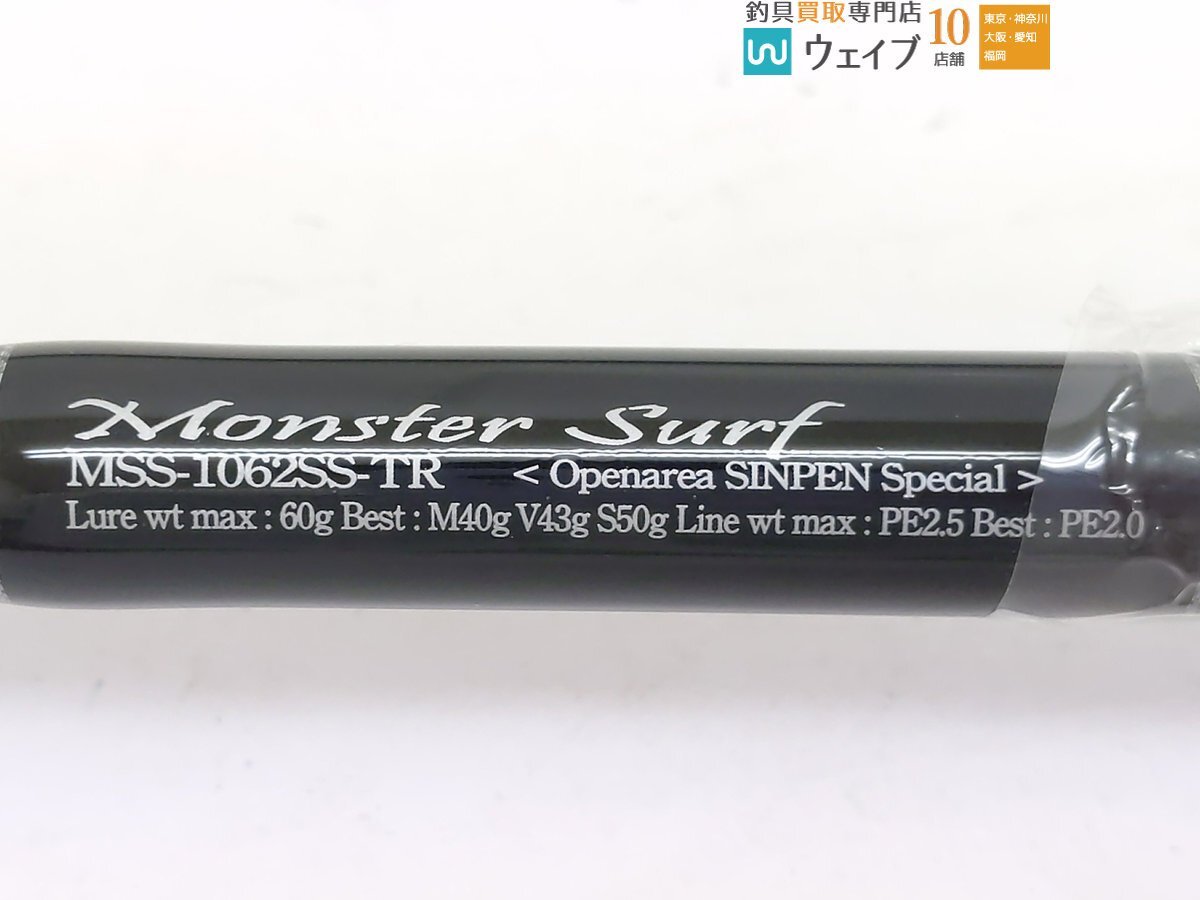 釣具買取専門店
ウェイブ
10
店舗
東京・神奈川
大阪・愛知
福岡
Monster Surf
MSS-1062SS-TR < Openarea SINPEN Special >
Lure wt max : 60g Best : M40g V43g S50g Line wt max : PE2.5 Best : PE2.0